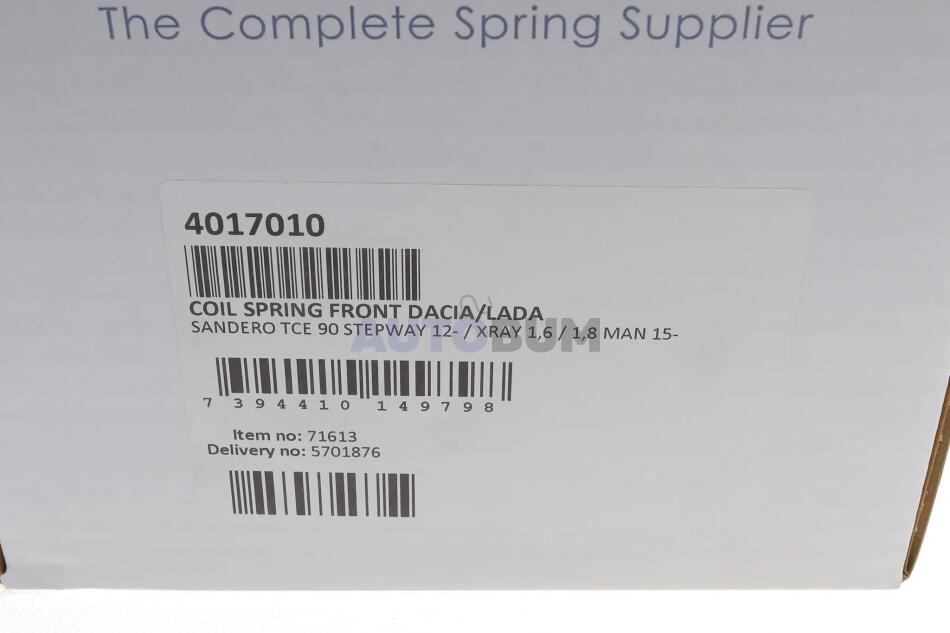 The Complete Spring Supplier
4017010
COIL SPRING FRONT DACIA/LADA
SANDERO TCE 90 STEPWAY 12- / XRAY 1,6 / 1,8 MAN 15-
AUTOBUM
7 394410 149798
Item no: 71613
Delivery no: 5701876